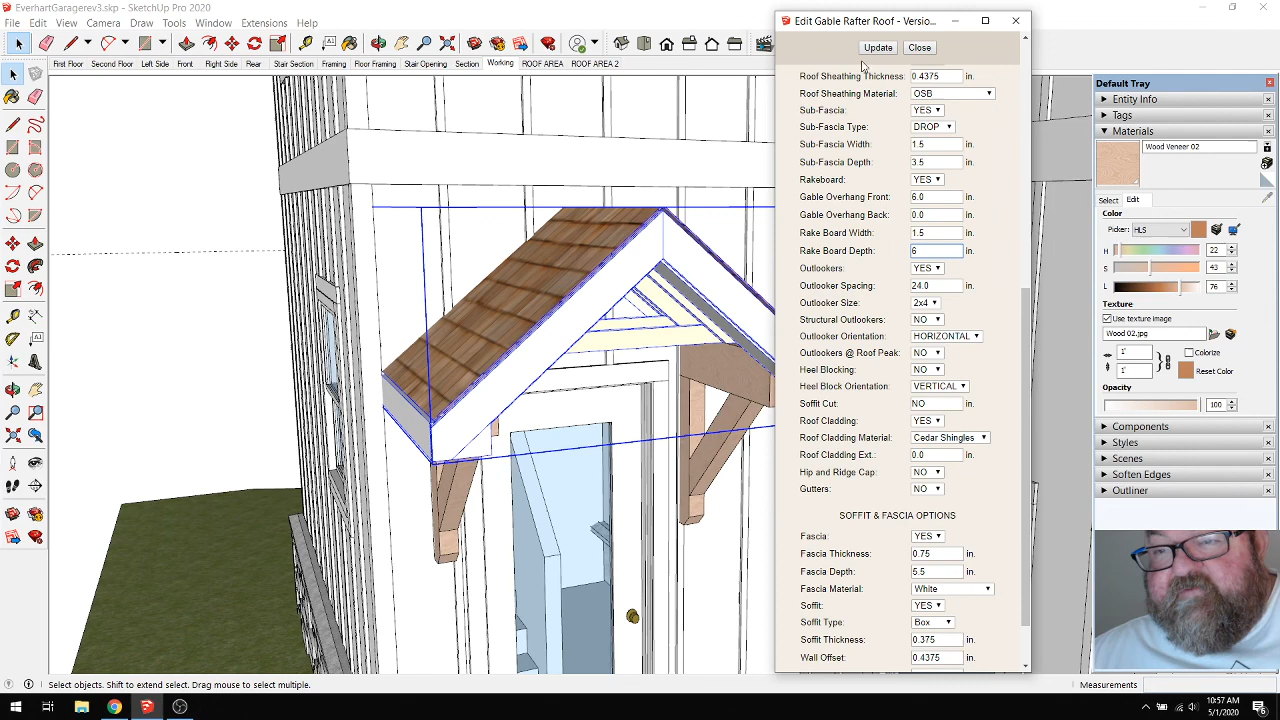 EverhartGaragerev3.skp - SketchUp Pro 2020
File Edit View Camera Draw Tools Window Extensions Help
1st Floor Second Floor Left Side Front Right Side Rear Stair Section Framing Floor Framing Stair Opening Section Working ROOF AREA ROOF AREA 2
Edit Gable Rafter Roof - Versio...
Update Close
Roof Sheathing Thickness: 0.4375 in.
Roof Sheathing Material: OSB
Sub-Fascia: YES
Sub-Fascia Type: DROP
Sub-Fascia Width: 1.5 in.
Sub-Fascia Depth: 3.5 in.
Rakeboard: YES
Gable Overhang Front: 6.0 in.
Gable Overhang Back: 0.0 in.
Rake Board Width: 1.5 in.
Rake Board Depth: 6 in.
Outlookers: YES
Outlooker Spacing: 24.0 in.
Outlooker Size: 2x4
Structural Outlookers: NO
Outlooker Orientation: HORIZONTAL
Outlookers @ Roof Peak: NO
Heel Blocking: NO
Heel Block Orientation: VERTICAL
Soffit Cut: NO in.
Roof Cladding: YES
Roof Cladding Material: Cedar Shingles
Roof Cladding Ext.: 0.0 in.
Hip and Ridge Cap: NO
Gutters: NO
SOFFIT & FASCIA OPTIONS
Fascia: YES
Fascia Thickness: 0.75 in.
Fascia Depth: 5.5 in.
Fascia Material: White
Soffit: YES
Soffit Type: Box
Soffit Thickness: 0.375 in.
Wall Offset: 0.4375 in.
Default Tray
Entity Info
Tags
Materials
Wood Veneer 02
Select Edit
Color
Picker: HLS
H 22
S 43
L 76
Texture
Use texture image
Wood 02.jpg
1' Colorize
1' Reset Color
Opacity
100
Components
Styles
Scenes
Soften Edges
Outliner
Select objects. Shift to extend select. Drag mouse to select multiple. Measurements
10:57 AM
5/1/2020